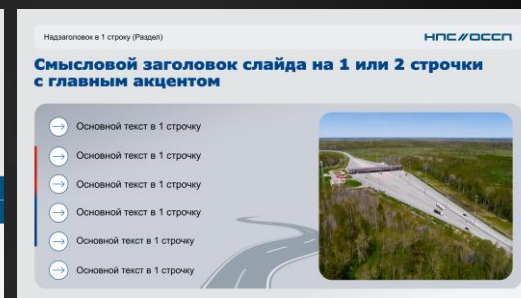 Надзаголовок в 1 строку (Раздел)
НПС//ОССП
Смысловой заголовок слайда на 1 или 2 строчки
с главным акцентом
Основной текст в 1 строчку
Основной текст в 1 строчку
Основной текст в 1 строчку
Основной текст в 1 строчку
Основной текст в 1 строчку
Основной текст в 1 строчку